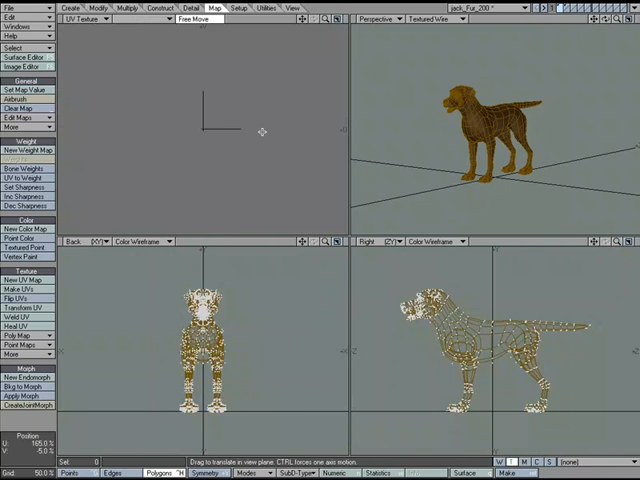 File Create Modify Multiply Construct Detail Map Setup Utilities View jack_Fur_200 * 1
Edit UV Texture Free Move Perspective Textured Wire
Windows
Help
Select
Surface Editor
Image Editor
General
Set Map Value
Airbrush
Clear Map
Edit Maps
More
Weight
New Weight Map
Weights
Bone Weights
UV to Weight
Set Sharpness
Inc Sharpness
Dec Sharpness
Color
New Color Map
Point Color
Textured Point
Vertex Paint
Back (XY) Color Wireframe Right (ZY) Color Wireframe
Texture
New UV Map
Make UVs
Flip UVs
Transform UV
Weld UV
Heal UV
Poly Map
Point Maps
More
Morph
New Endomorph
Bkg to Morph
Apply Morph
CreateJointMorph
Position
U: 165.0 %
V: -5.0 %
Set: 0 Drag to translate in view plane. CTRL forces one axis motion. W T M C S (none)
Grid: 50.0 % Points Edges Polygons ^H Symmetry Modes SubD-Type Numeric Statistics Surface Make